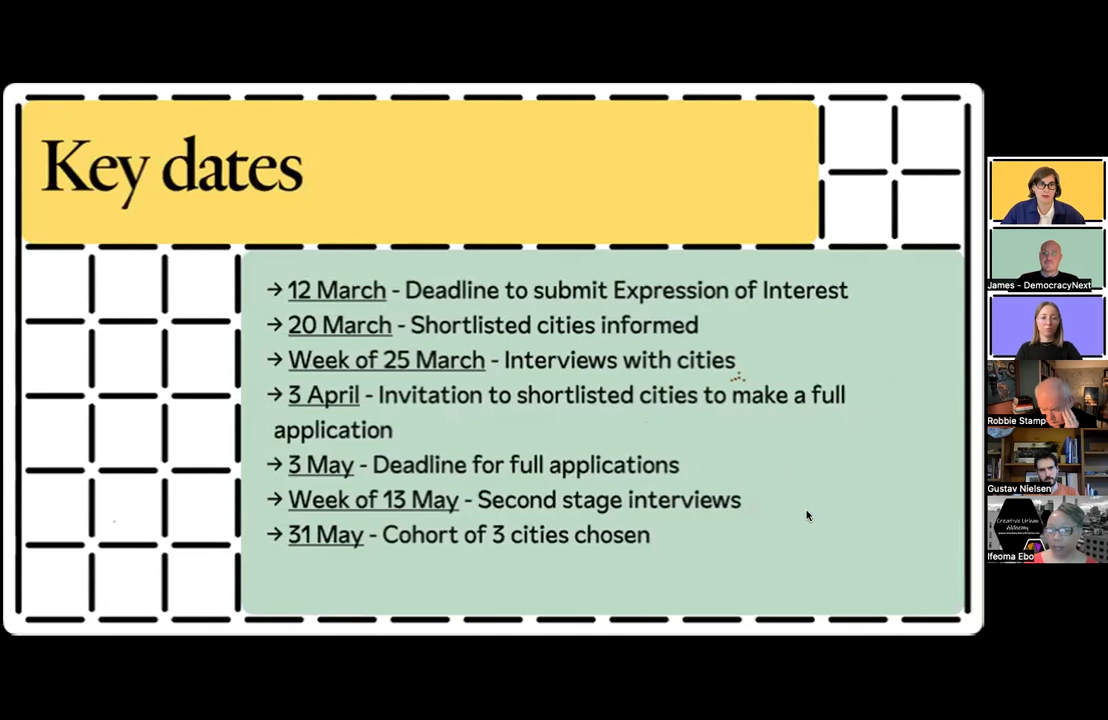 Key dates
→ 12 March - Deadline to submit Expression of Interest
→ 20 March - Shortlisted cities informed
→ Week of 25 March - Interviews with cities
→ 3 April - Invitation to shortlisted cities to make a full
application
→ 3 May - Deadline for full applications
→ Week of 13 May - Second stage interviews
→ 31 May - Cohort of 3 cities chosen
James - DemocracyNext
Robbie Stamp
Gustav Nielsen
Creative Urban
Alchemy
Ifeoma Ebo